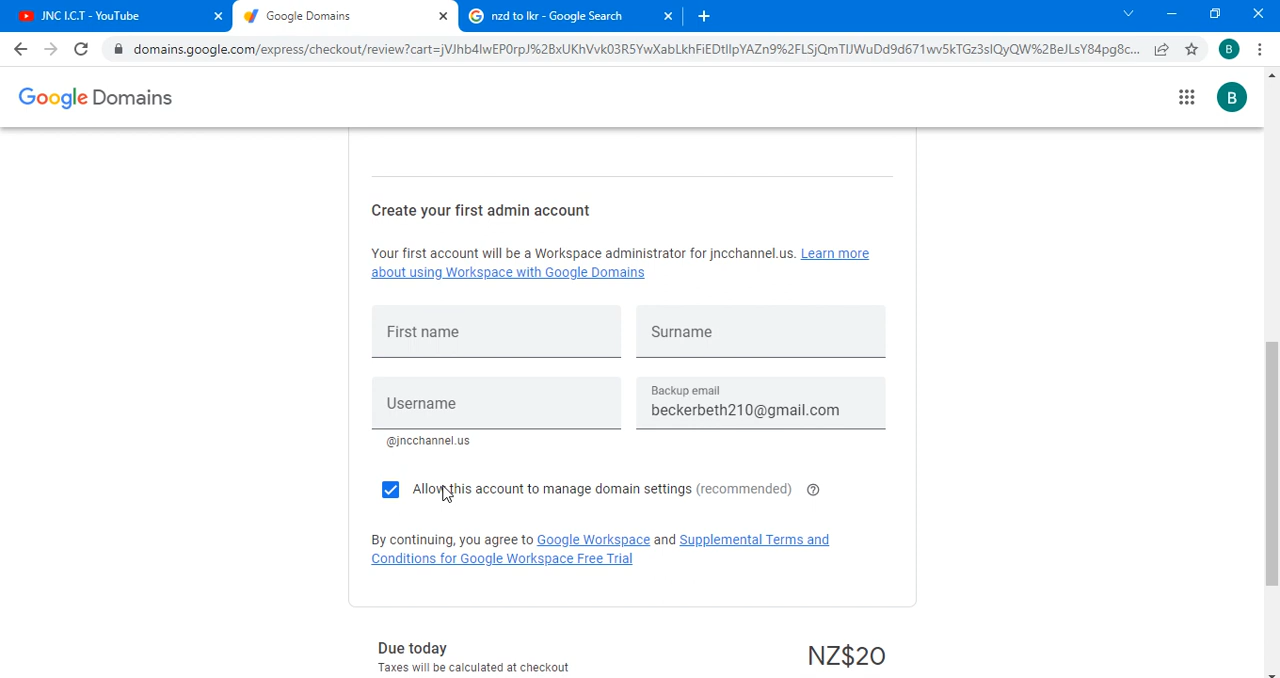 JNC I.C.T - YouTube
Google Domains
nzd to lkr - Google Search
domains.google.com/express/checkout/review?cart=jVJhb4IwEP0rpJ%2BxUKhVvk03R5YwXabLkhFiEDtIlpYAZn9%2FLSjQmTlJWuDd9d671wv5kTGz3sIQyQW%2BeJLsY84pg8c...
B
Google Domains
B
Create your first admin account
Your first account will be a Workspace administrator for jncchannel.us. Learn more
about using Workspace with Google Domains
First name
Surname
Username
Backup email
beckerbeth210@gmail.com
@jncchannel.us
Allow this account to manage domain settings (recommended)
By continuing, you agree to Google Workspace and Supplemental Terms and
Conditions for Google Workspace Free Trial
Due today
NZ$20
Taxes will be calculated at checkout